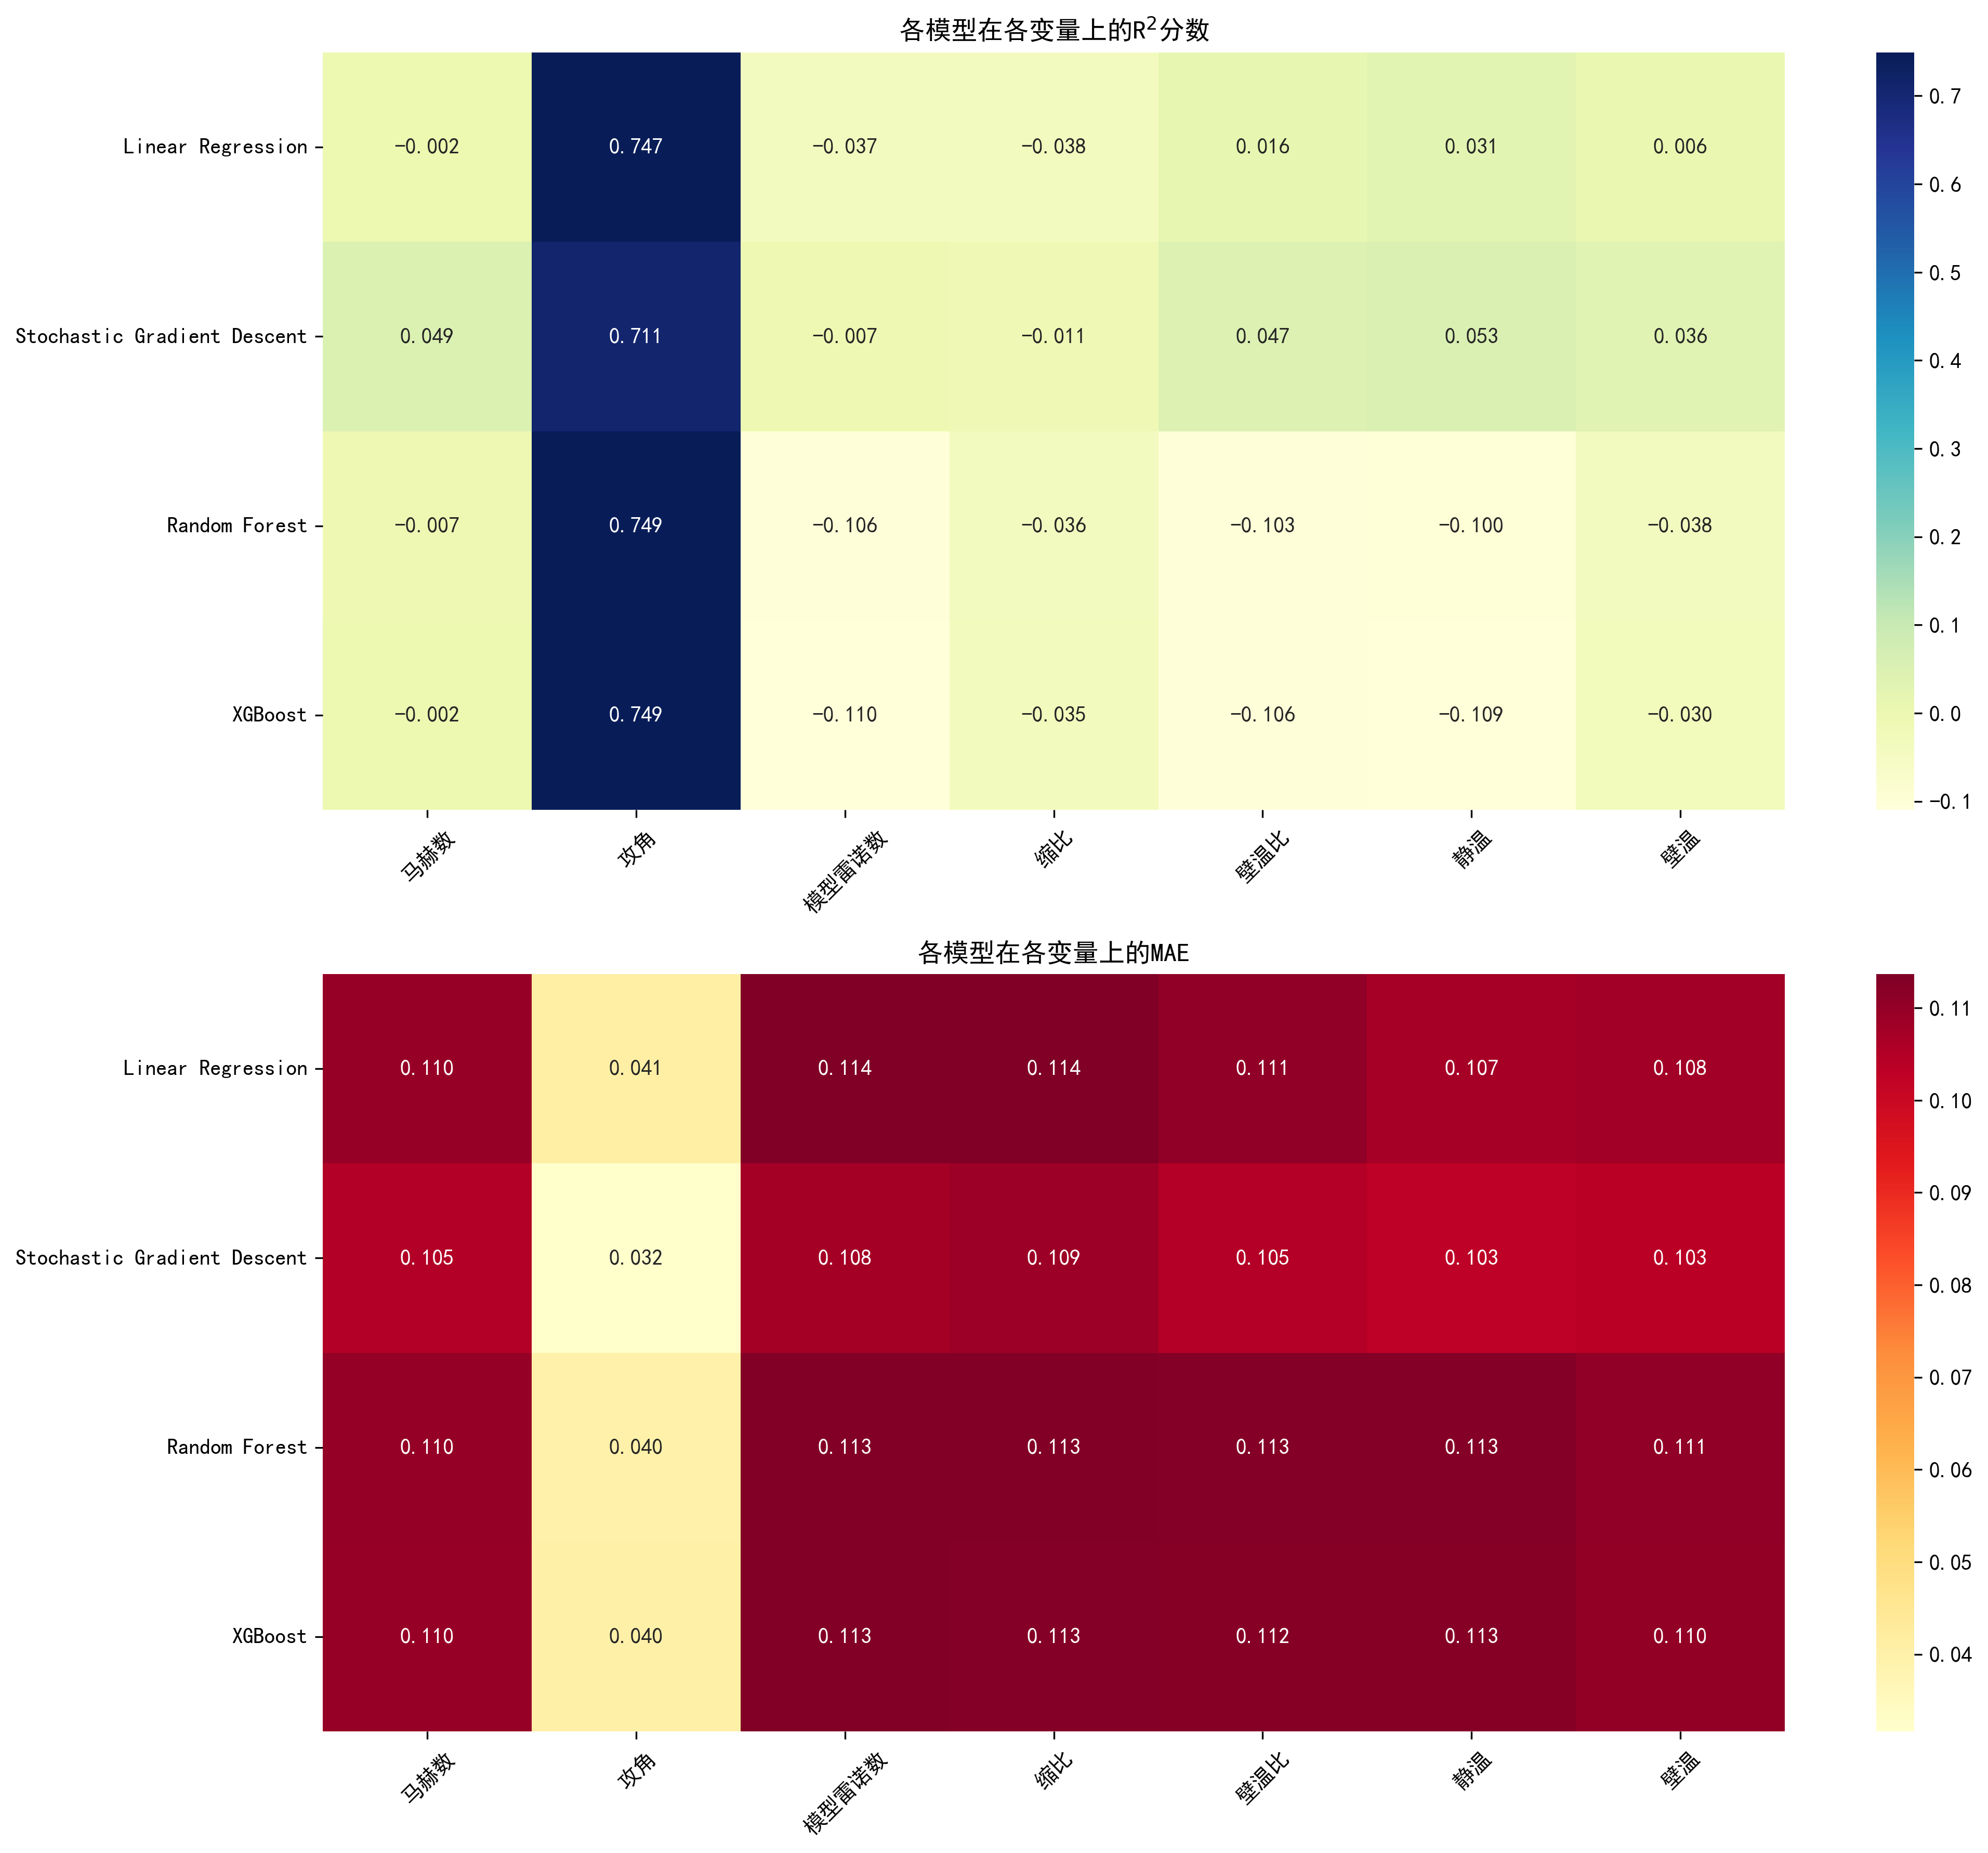 各模型在各变量上的R²分数
Linear Regression -0.002 0.747 -0.037 -0.038 0.016 0.031 0.006
Stochastic Gradient Descent 0.049 0.711 -0.007 -0.011 0.047 0.053 0.036
Random Forest -0.007 0.749 -0.106 -0.036 -0.103 -0.100 -0.038
XGBoost -0.002 0.749 -0.110 -0.035 -0.106 -0.109 -0.030
马赫数 攻角 模型雷诺数 缩比 壁温比 静温 壁温
0.7
0.6
0.5
0.4
0.3
0.2
0.1
0.0
-0.1
各模型在各变量上的MAE
Linear Regression 0.110 0.041 0.114 0.114 0.111 0.107 0.108
Stochastic Gradient Descent 0.105 0.032 0.108 0.109 0.105 0.103 0.103
Random Forest 0.110 0.040 0.113 0.113 0.113 0.113 0.111
XGBoost 0.110 0.040 0.113 0.113 0.112 0.113 0.110
马赫数 攻角 模型雷诺数 缩比 壁温比 静温 壁温
0.11
0.10
0.09
0.08
0.07
0.06
0.05
0.04